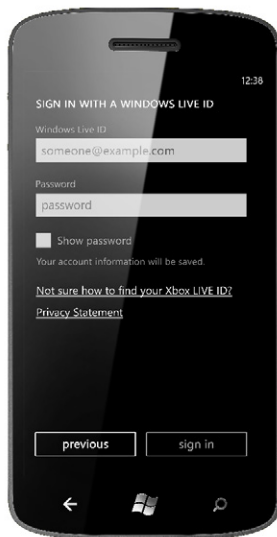 12:38
SIGN IN WITH A WINDOWS LIVE ID
Windows Live ID
someone@example.com
Password
password
Show password
Your account information will be saved.
Not sure how to find your Xbox LIVE ID?
Privacy Statement
previous
sign in